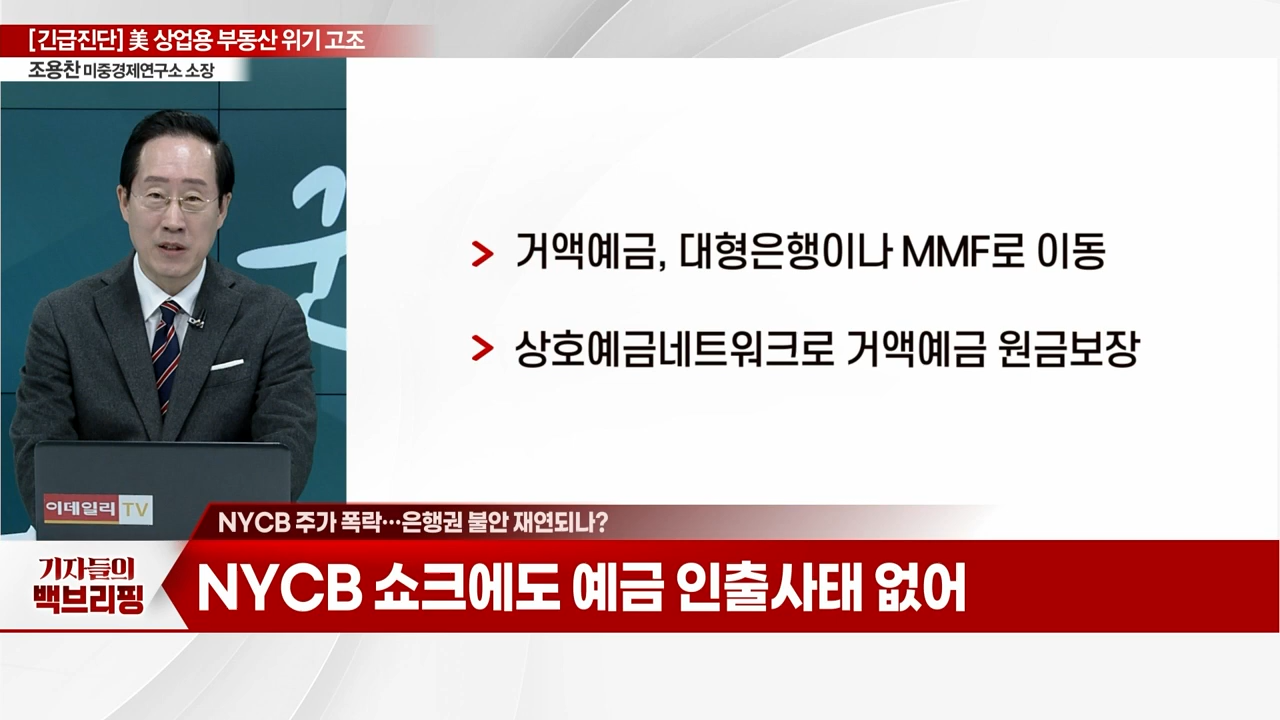 [긴급진단] 美 상업용 부동산 위기 고조
조용찬 미중경제연구소 소장
> 거액예금, 대형은행이나 MMF로 이동
> 상호예금네트워크로 거액예금 원금보장
이데일리 TV
NYCB 주가 폭락…은행권 불안 재연되나?
기자들의
백브리핑
NYCB 쇼크에도 예금 인출사태 없어